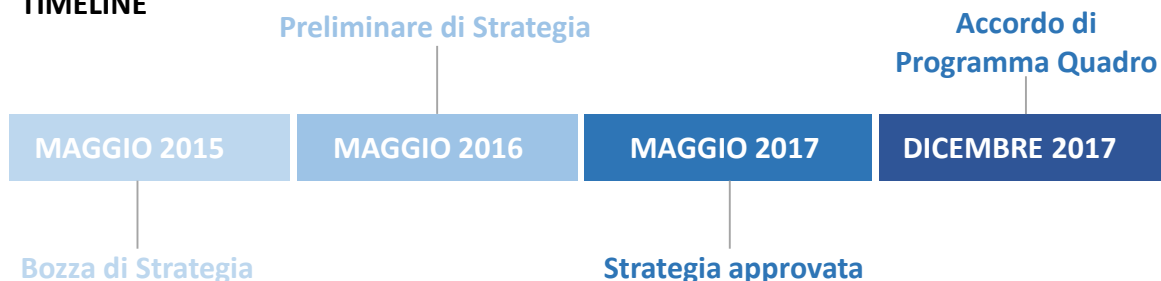 TIMELINE
Preliminare di Strategia
Accordo di
Programma Quadro
MAGGIO 2015
MAGGIO 2016
MAGGIO 2017
DICEMBRE 2017
Bozza di Strategia
Strategia approvata